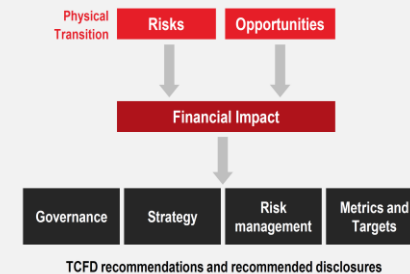 Physical
Transition
Risks
Opportunities
Financial Impact
Governance
Strategy
Risk
management
Metrics and
Targets
TCFD recommendations and recommended disclosures